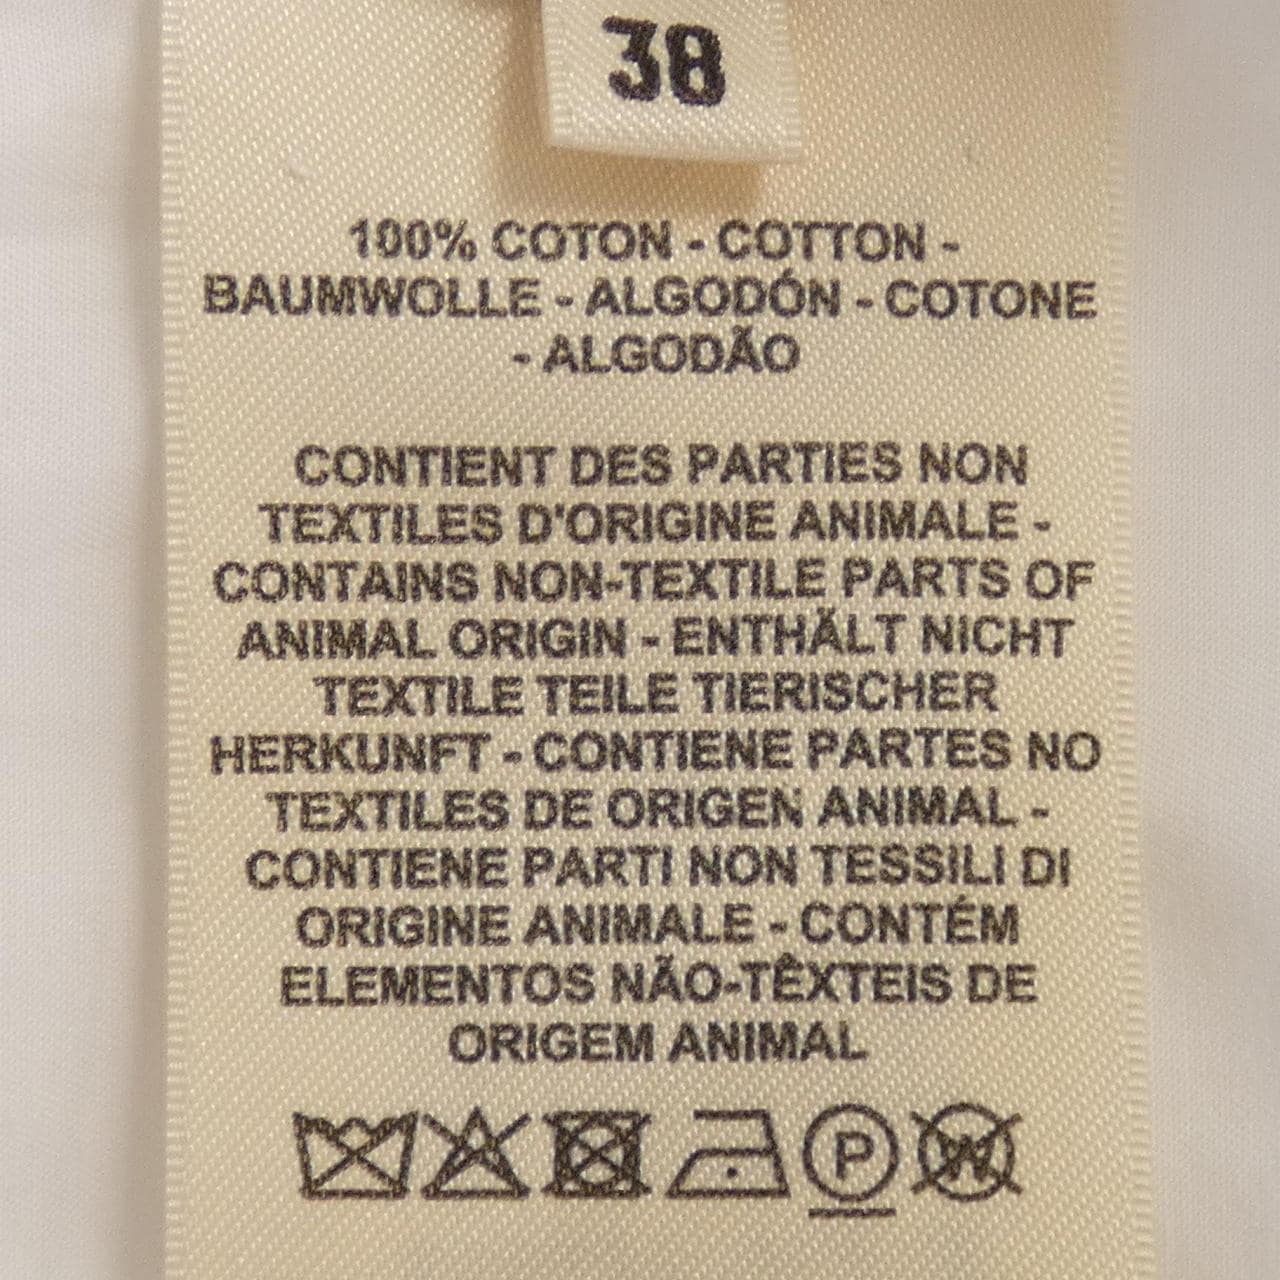 38
100% COTON - COTTON -
BAUMWOLLE - ALGODÓN - COTONE
- ALGODÃO
CONTIENT DES PARTIES NON
TEXTILES D'ORIGINE ANIMALE -
CONTAINS NON-TEXTILE PARTS OF
ANIMAL ORIGIN - ENTHÄLT NICHT
TEXTILE TEILE TIERISCHER
HERKUNFT - CONTIENE PARTES NO
TEXTILES DE ORIGEN ANIMAL -
CONTIENE PARTI NON TESSILI DI
ORIGINE ANIMALE - CONTÉM
ELEMENTOS NÃO-TÊXTEIS DE
ORIGEM ANIMAL
P W